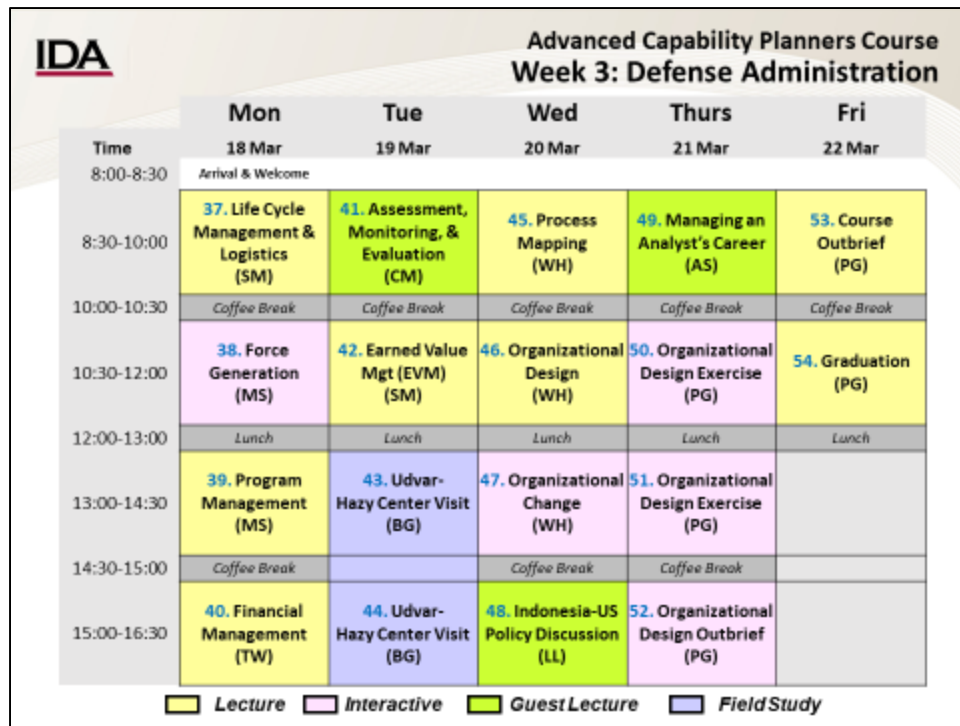 IDA
Advanced Capability Planners Course
Week 3: Defense Administration
Mon Tue Wed Thurs Fri
Time 18 Mar 19 Mar 20 Mar 21 Mar 22 Mar
8:00-8:30 Arrival & Welcome
8:30-10:00
37. Life Cycle
Management &
Logistics
(SM)
41. Assessment,
Monitoring, &
Evaluation
(CM)
45. Process
Mapping
(WH)
49. Managing an
Analyst's Career
(AS)
53. Course
Outbrief
(PG)
10:00-10:30 Coffee Break Coffee Break Coffee Break Coffee Break Coffee Break
10:30-12:00
38. Force
Generation
(MS)
42. Earned Value
Mgt (EVM)
(SM)
46. Organizational
Design
(WH)
50. Organizational
Design Exercise
(PG)
54. Graduation
(PG)
12:00-13:00 Lunch Lunch Lunch Lunch Lunch
13:00-14:30
39. Program
Management
(MS)
43. Udvar-
Hazy Center Visit
(BG)
47. Organizational
Change
(WH)
51. Organizational
Design Exercise
(PG)
14:30-15:00 Coffee Break Coffee Break Coffee Break
15:00-16:30
40. Financial
Management
(TW)
44. Udvar-
Hazy Center Visit
(BG)
48. Indonesia-US
Policy Discussion
(LL)
52. Organizational
Design Outbrief
(PG)
Lecture Interactive Guest Lecture Field Study